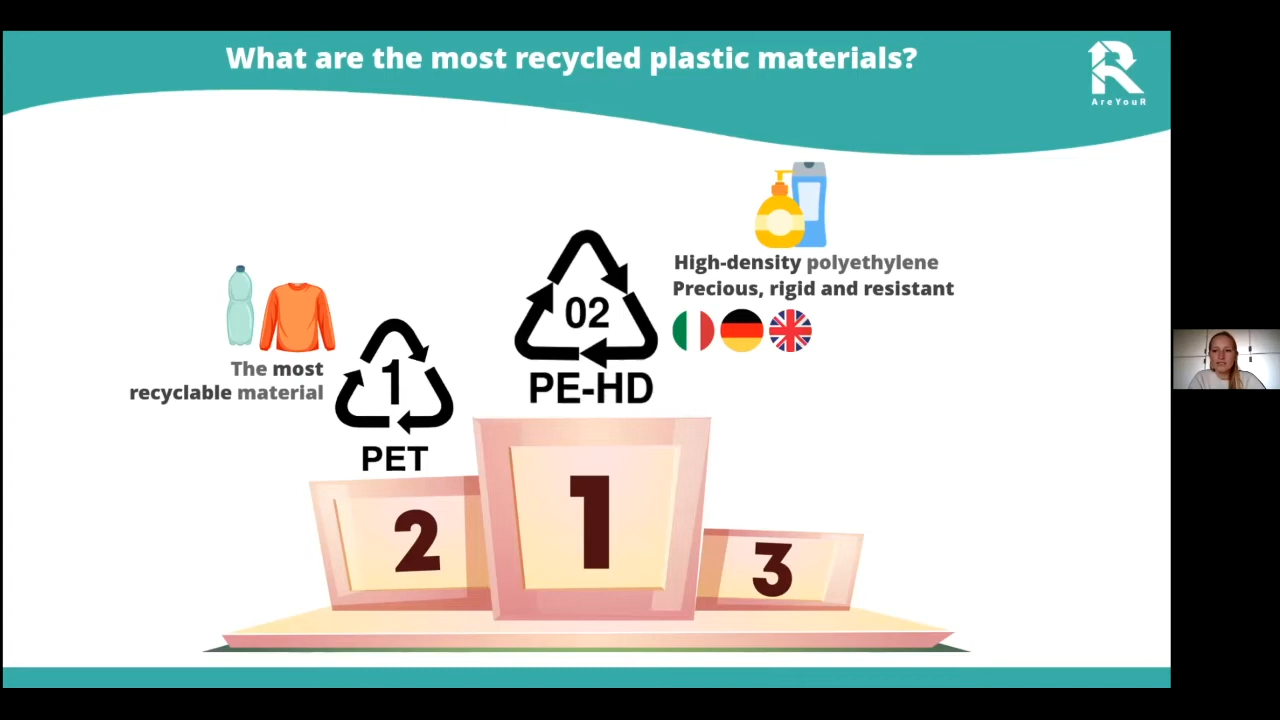 What are the most recycled plastic materials?
AreYouR
High-density polyethylene
Precious, rigid and resistant
02
PE-HD
The most
recyclable material
1
PET
2
1
3